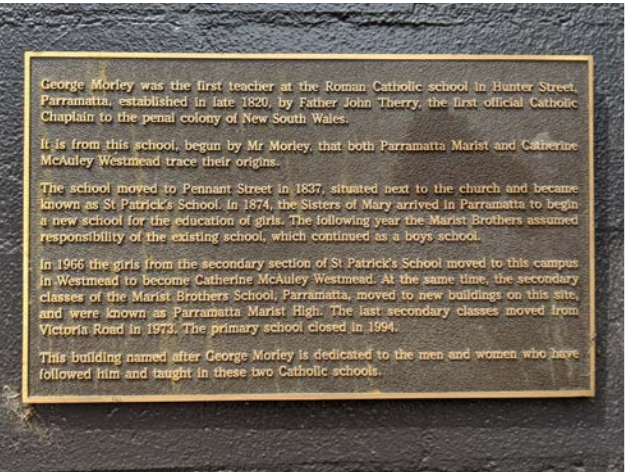 George Morley was the first teacher at the Roman Catholic school in Hunter Street,
Parramatta, established in late 1820, by Father John Therry, the first official Catholic
Chaplain to the penal colony of New South Wales.
It is from this school, begun by Mr Morley, that both Parramatta Marist and Catherine
McAuley Westmead trace their origins.
The school moved to Pennant Street in 1837, situated next to the church and became
known as St Patrick's School. In 1874, the Sisters of Mary arrived in Parramatta to begin
a new school for the education of girls. The following year the Marist Brothers assumed
responsibility of the existing school, which continued as a boys school.
In 1966 the girls from the secondary section of St Patrick's School moved to this campus
in Westmead to become Catherine McAuley Westmead. At the same time, the secondary
classes of the Marist Brothers School, Parramatta, moved to new buildings on this site,
and were known as Parramatta Marist High. The last secondary classes moved from
Victoria Road in 1973. The primary school closed in 1994.
This building named after George Morley is dedicated to the men and women who have
followed him and taught in these two Catholic schools.